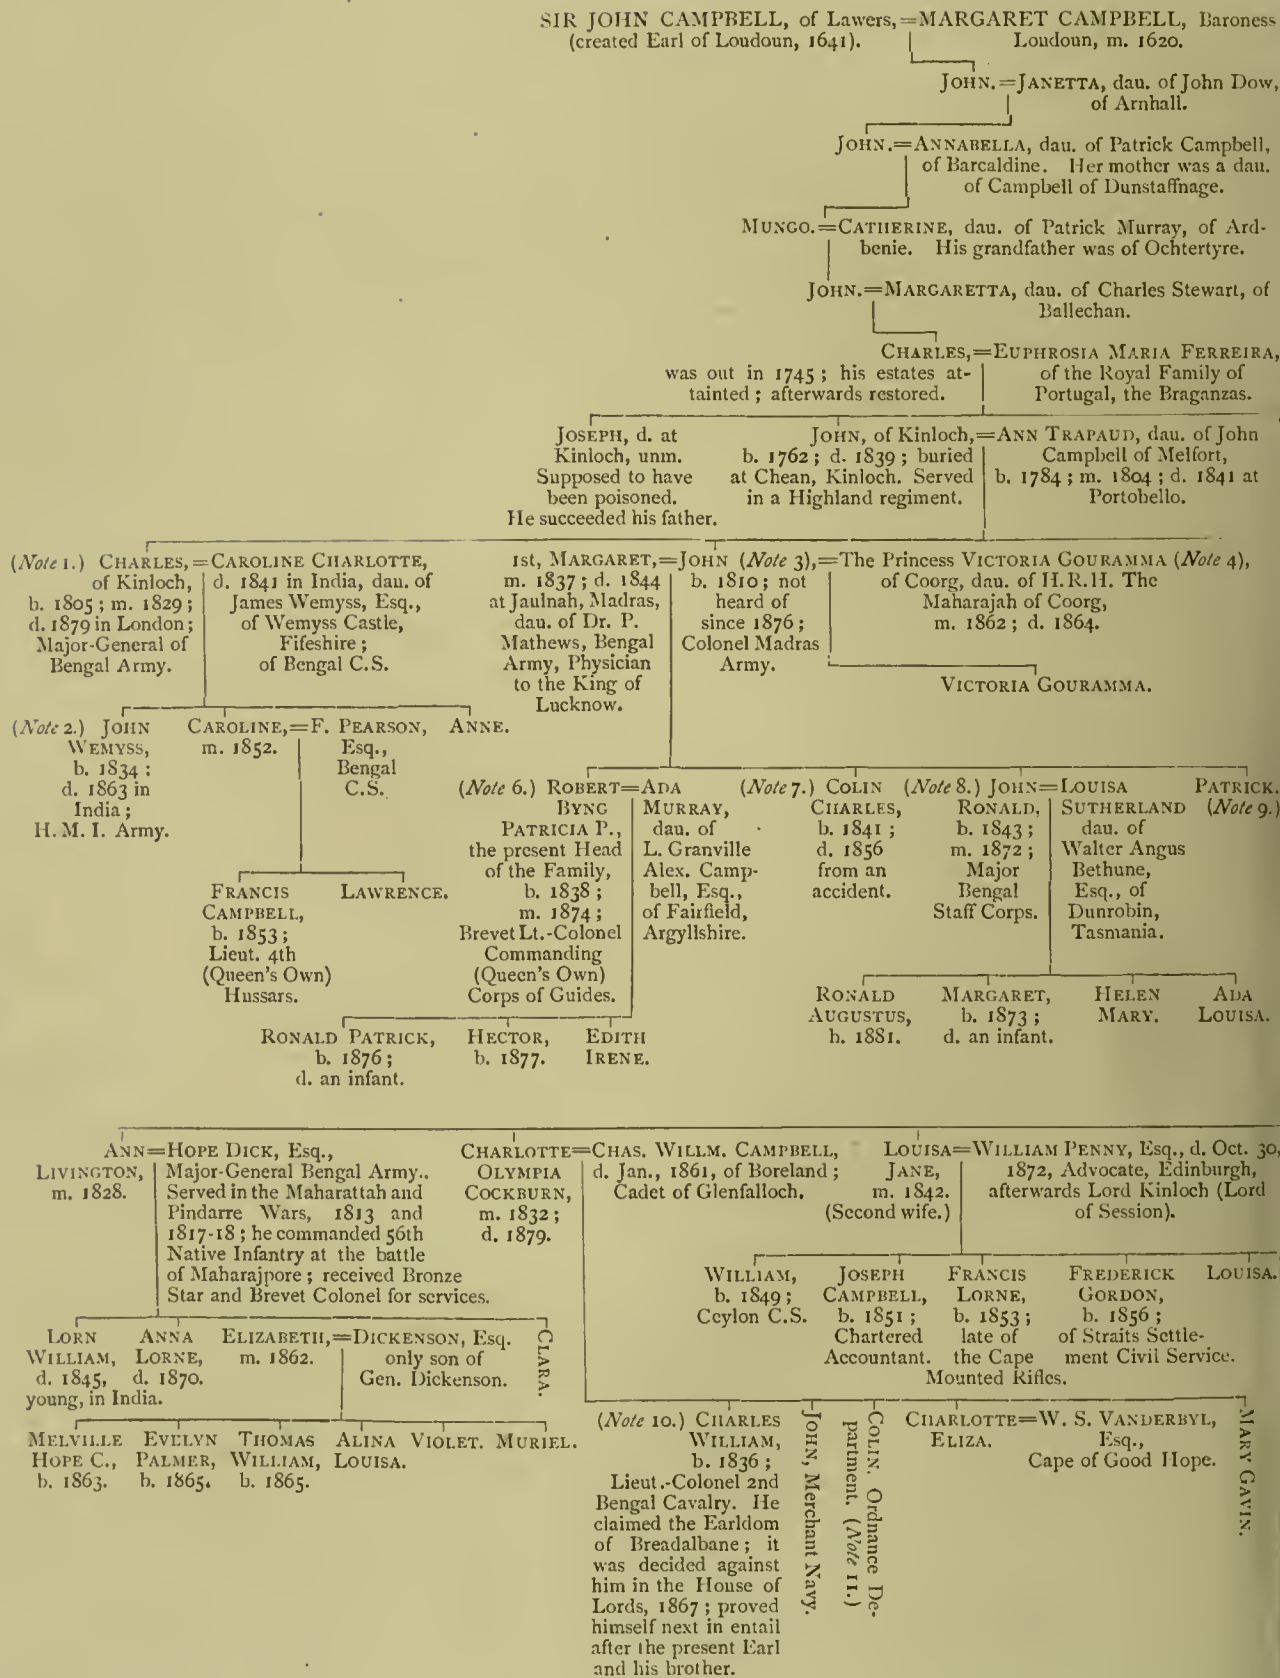 SIR JOHN CAMPBELL, of Lawers,=MARGARET CAMPBELL, Baroness
(created Earl of Loudoun, 1641). Loudoun, m. 1620.
JOHN.=JANETTA, dau. of John Dow,
of Arnhall.
JOHN.=ANNABELLA, dau. of Patrick Campbell,
of Barcaldine. Her mother was a dau.
of Campbell of Dunstaffnage.
MUNGO.=CATHERINE, dau. of Patrick Murray, of Ard-
benie. His grandfather was of Ochtertyre.
JOHN.=MARGARETTA, dau. of Charles Stewart, of
Ballechan.
CHARLES,=EUPHROSIA MARIA FERREIRA,
was out in 1745; his estates at-
tainted; afterwards restored.
of the Royal Family of
Portugal, the Braganzas.
JOSEPH, d. at
Kinloch, unm.
Supposed to have
been poisoned.
He succeeded his father.
JOHN, of Kinloch,=ANN TRAPAUD, dau. of John
b. 1762; d. 1839; buried
at Chean, Kinloch. Served
in a Highland regiment.
Campbell of Melfort,
b. 1784; m. 1804; d. 1841 at
Portobello.
(Note 1.) CHARLES,=CAROLINE CHARLOTTE,
of Kinloch,
b. 1805; m. 1829;
d. 1879 in London;
Major-General of
Bengal Army.
d. 1841 in India, dau. of
James Wemyss, Esq.,
of Wemyss Castle,
Fifeshire;
of Bengal C.S.
1st, MARGARET,=JOHN (Note 3),=The Princess VICTORIA GOURAMMA (Note 4),
m. 1837; d. 1844
at Jaulnah, Madras,
dau. of Dr. P.
Mathews, Bengal
Army, Physician
to the King of
Lucknow.
b. 1810; not
heard of
since 1876;
Colonel Madras
Army.
of Coorg, dau. of H.R.H. The
Maharajah of Coorg,
m. 1862; d. 1864.
VICTORIA GOURAMMA.
(Note 2.) JOHN
WEMYSS,
b. 1834:
d. 1863 in
India;
H. M. I. Army.
CAROLINE,=F. PEARSON,
m. 1852.
Esq.,
Bengal
C.S.
ANNE.
FRANCIS
CAMPBELL,
b. 1853;
Lieut. 4th
(Queen's Own)
Hussars.
LAWRENCE.
(Note 6.) ROBERT=ADA
BYNG
PATRICIA P.,
the present Head
of the Family,
b. 1838;
m. 1874;
Brevet Lt.-Colonel
Commanding
(Queen's Own)
Corps of Guides.
MURRAY,
dau. of
L. Granville
Alex. Camp-
bell, Esq.,
of Fairfield,
Argyllshire.
(Note 7.) COLIN
CHARLES,
b. 1841;
d. 1856
from an
accident.
(Note 8.) JOHN=LOUISA
RONALD,
b. 1843;
m. 1872;
Major
Bengal
Staff Corps.
SUTHERLAND
dau. of
Walter Angus
Bethune,
Esq., of
Dunrobin,
Tasmania.
PATRICK.
(Note 9.)
RONALD PATRICK,
b. 1876;
d. an infant.
HECTOR,
b. 1877.
EDITH
IRENE.
RONALD
AUGUSTUS,
b. 1881.
MARGARET,
b. 1873;
d. an infant.
HELEN
MARY.
ADA
LOUISA.
ANN=HOPE DICK, Esq.,
LIVINGTON,
m. 1828.
Major-General Bengal Army..
Served in the Maharattah and
Pindarre Wars, 1813 and
1817-18; he commanded 56th
Native Infantry at the battle
of Maharajpore; received Bronze
Star and Brevet Colonel for services.
CHARLOTTE=CHAS. WILLM. CAMPBELL,
OLYMPIA
COCKBURN,
m. 1832;
d. 1879.
d. Jan., 1861, of Boreland;
Cadet of Glenfalloch.
LOUISA=WILLIAM PENNY, Esq., d. Oct. 30,
JANE,
m. 1842.
(Second wife.)
1872, Advocate, Edinburgh,
afterwards Lord Kinloch (Lord
of Session).
WILLIAM,
b. 1849;
Ceylon C.S.
JOSEPH
CAMPBELL,
b. 1851;
Chartered
Accountant.
FRANCIS
LORNE,
b. 1853;
late of
the Cape
Mounted Rifles.
FREDERICK
GORDON,
b. 1856;
of Straits Settle-
ment Civil Service.
LOUISA.
LORN
WILLIAM,
d. 1845,
young, in India.
ANNA
LORNE,
d. 1870.
ELIZABETH,=DICKENSON, Esq.
m. 1862.
only son of
Gen. Dickenson.
CLARA.
MELVILLE
HOPE C.,
b. 1863.
EVELYN
PALMER,
b. 1865.
THOMAS
WILLIAM,
b. 1865.
ALINA
LOUISA.
VIOLET.
MURIEL.
(Note 10.) CHARLES
WILLIAM,
b. 1836;
Lieut.-Colonel 2nd
Bengal Cavalry. He
claimed the Earldom
of Breadalbane; it
was decided against
him in the House of
Lords, 1867; proved
himself next in entail
after the present Earl
and his brother.
JOHN, Merchant Navy.
COLIN. Ordnance De-
partment. (Note 11.)
CHARLOTTE=W. S. VANDERBYL,
ELIZA.
Esq.,
Cape of Good Hope.
MARY GAVIN.